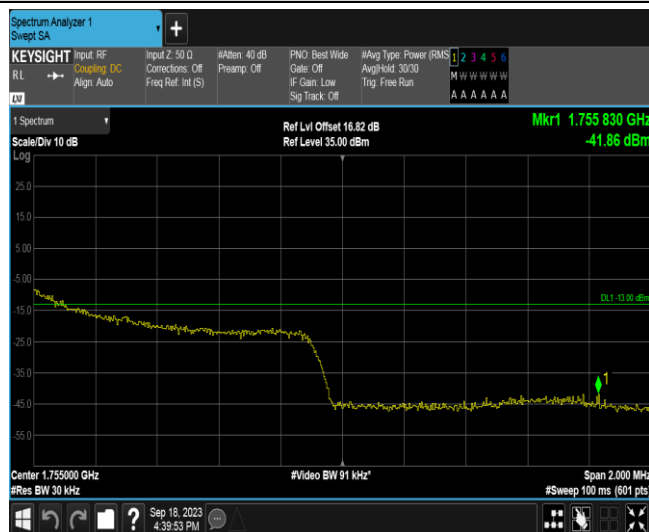 Spectrum Analyzer 1
Swept SA
+
KEYSIGHT
RL
LXI
Input: RF
Coupling: DC
Align: Auto
Input Z: 50 Ω
Corrections: Off
Freq Ref: Int (S)
#Atten: 40 dB
Preamp: Off
PNO: Best Wide
Gate: Off
IF Gain: Low
Sig Track: Off
#Avg Type: Power (RMS
Avg|Hold: 30/30
Trig: Free Run
1 2 3 4 5 6
M W W W W W
A A A A A A
1 Spectrum
Scale/Div 10 dB
Log
Ref Lvl Offset 16.82 dB
Ref Level 35.00 dBm
Mkr1 1.755 830 GHz
-41.86 dBm
25.0
15.0
5.00
-5.00
DL1 -13.00 dBm
-15.0
-25.0
-35.0
1
-45.0
-55.0
Center 1.755000 GHz
#Res BW 30 kHz
#Video BW 91 kHz*
Span 2.000 MHz
#Sweep 100 ms (601 pts)
?
Sep 18, 2023
4:39:53 PM